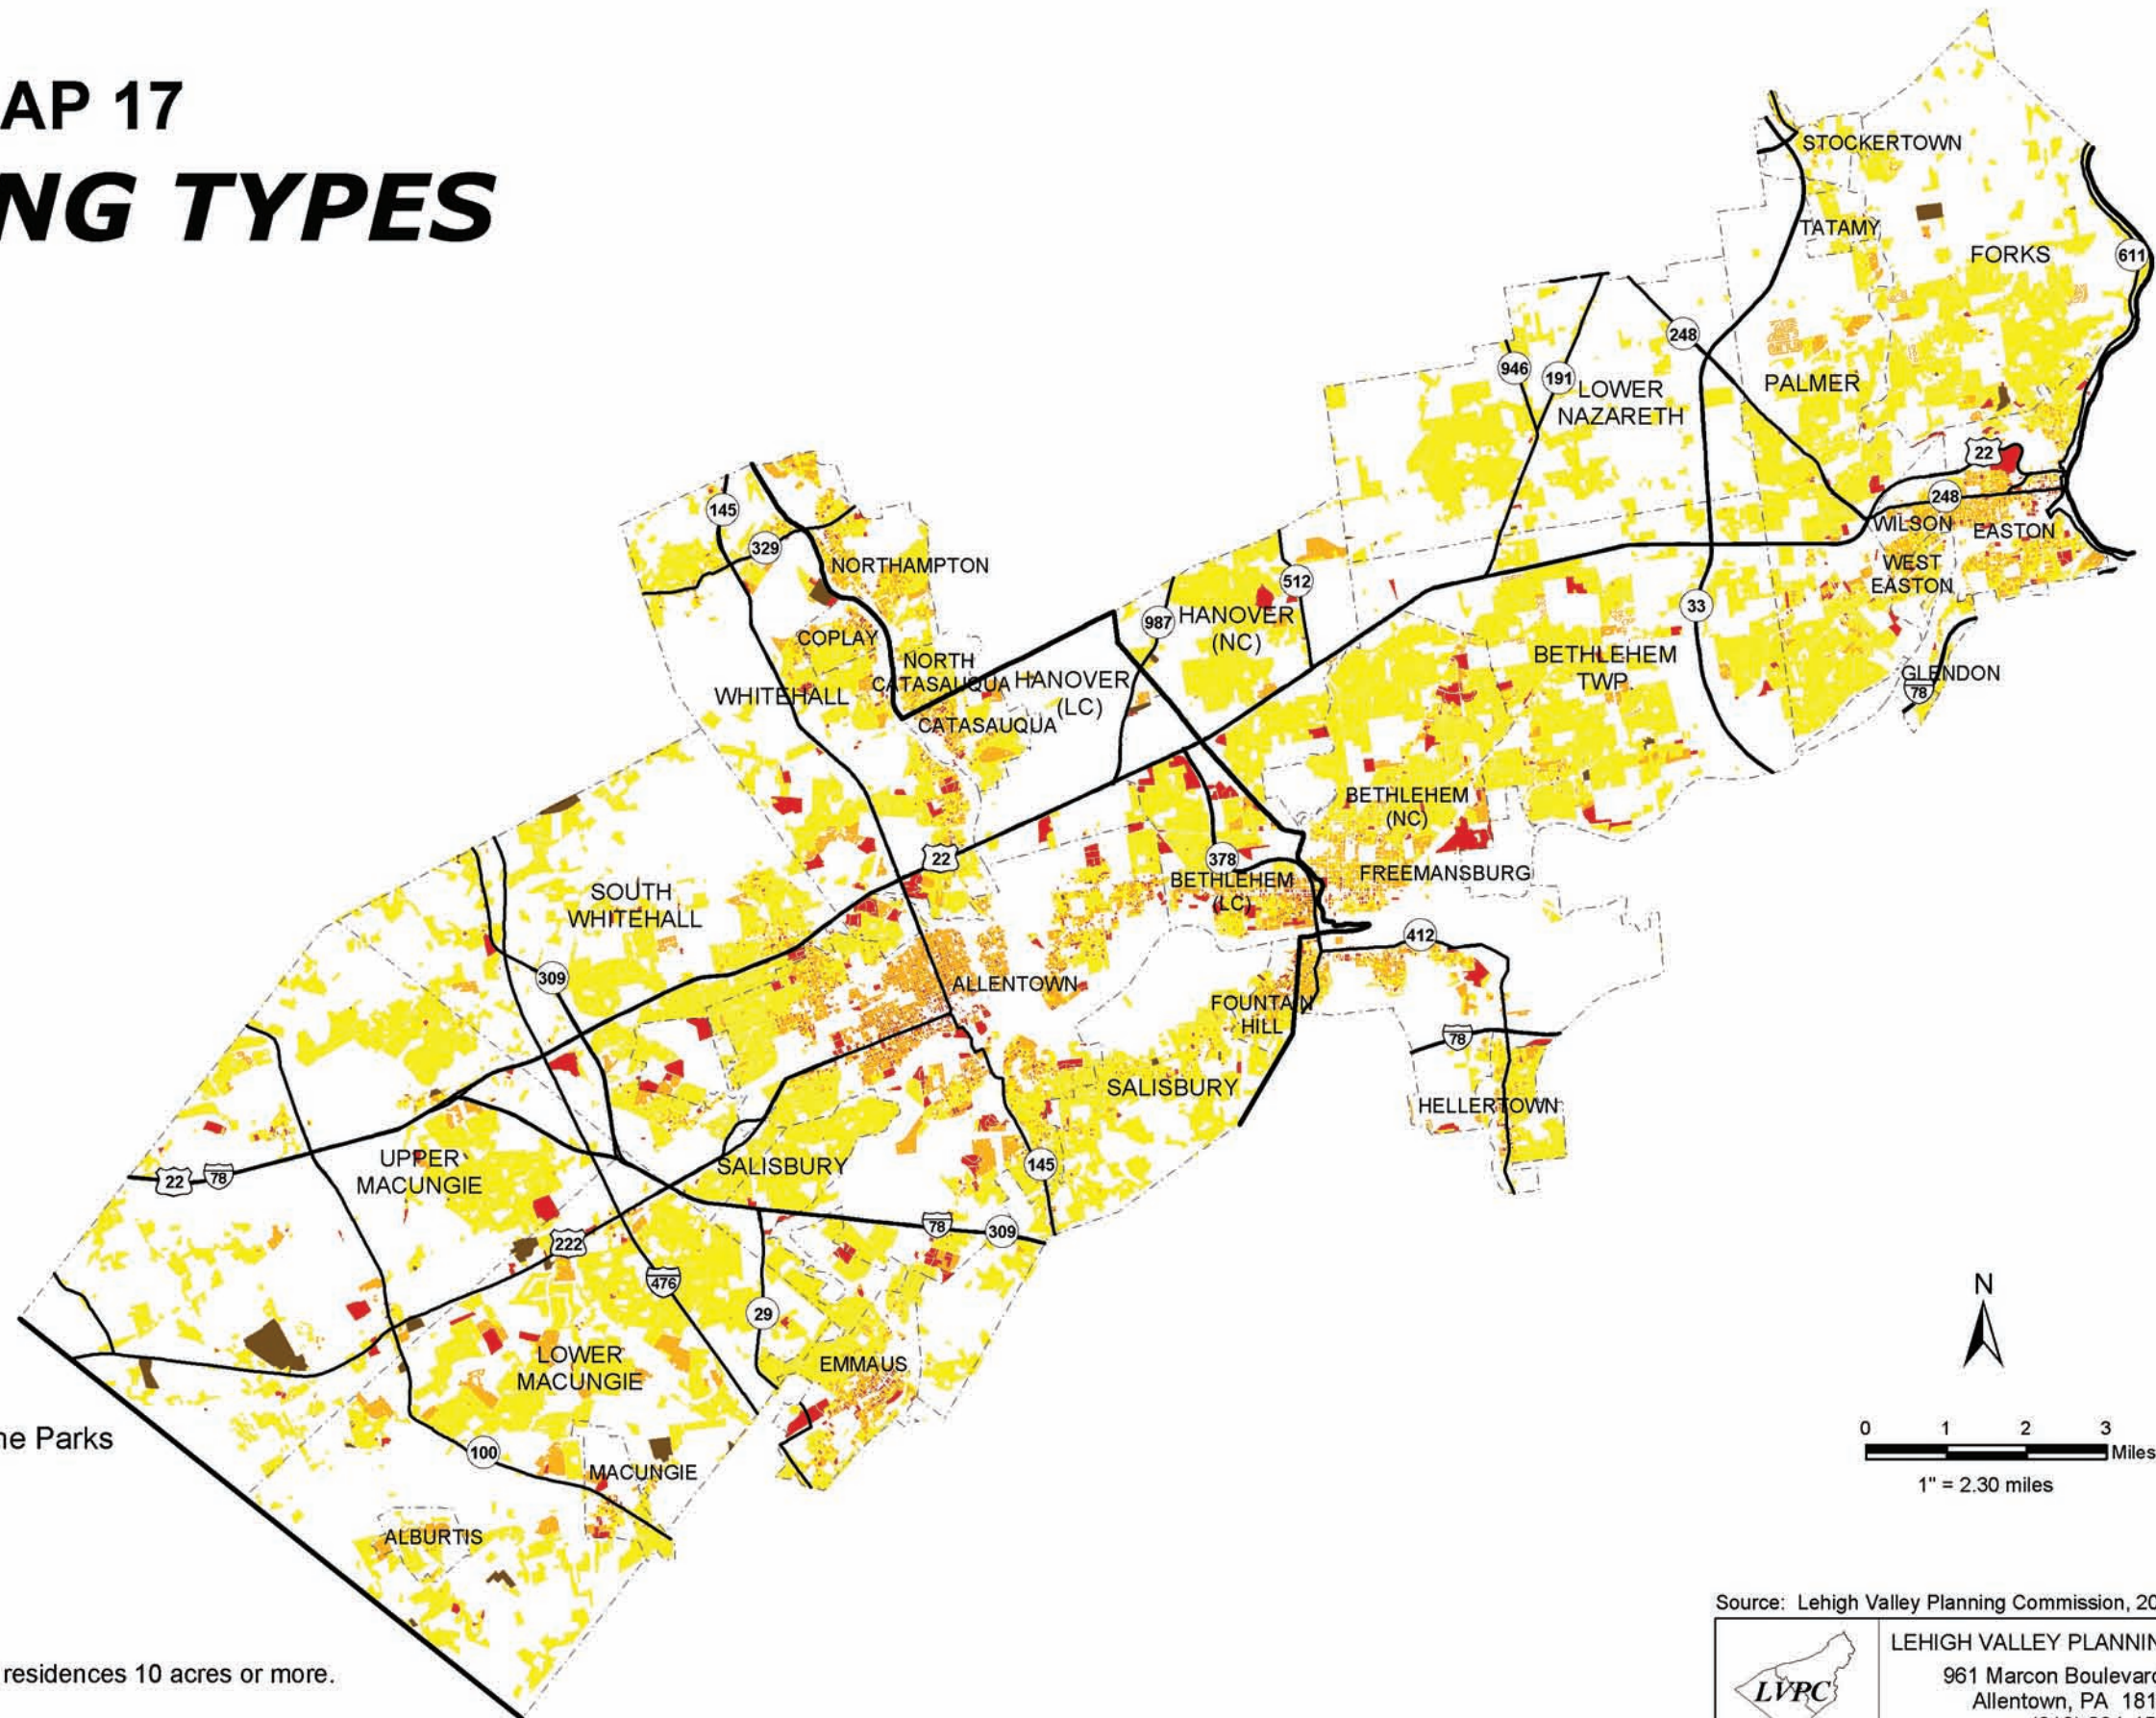 AP 17
NG TYPES
STOCKERTOWN
TATAMY
FORKS
611
248
946
191
LOWER
NAZARETH
PALMER
22
248
WILSON
EASTON
WEST
EASTON
145
329
NORTHAMPTON
512
987
HANOVER
(NC)
33
COPLAY
NORTH
CATASAUQUA
HANOVER
(LC)
BETHLEHEM
TWP.
GLENDON
78
WHITEHALL
CATASAUQUA
BETHLEHEM
(NC)
22
378
BETHLEHEM
(LC)
FREEMANSBURG
SOUTH
WHITEHALL
412
309
ALLENTOWN
FOUNTAIN
HILL
78
SALISBURY
HELLERTOWN
UPPER
MACUNGIE
SALISBURY
145
22
78
78
309
222
476
29
LOWER
MACUNGIE
EMMAUS
N
0 1 2 3
Miles
1" = 2.30 miles
ne Parks
100
MACUNGIE
ALBURTIS
residences 10 acres or more.
Source: Lehigh Valley Planning Commission, 20
LVPC
LEHIGH VALLEY PLANNIN
961 Marcon Boulevard
Allentown, PA 181